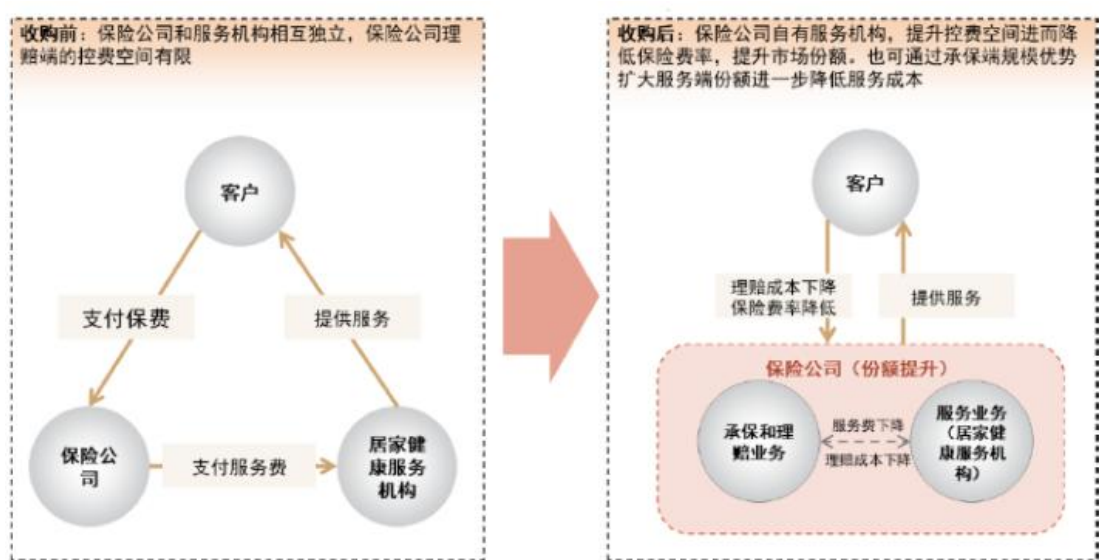 收购前：保险公司和服务机构相互独立，保险公司理
赔端的控费空间有限
客户
支付保费
提供服务
保险公
司
支付服务费
居家健
康服务
机构
收购后：保险公司自有服务机构，提升控费空间进而降
低保险费率，提升市场份额。也可通过承保端规模优势
扩大服务端份额进一步降低服务成本
客户
理赔成本下降
保险费率降低
提供服务
保险公司（份额提升）
承保和理
赔业务
服务费下降
理赔成本下降
服务业务
（居家健
康服务机
构）